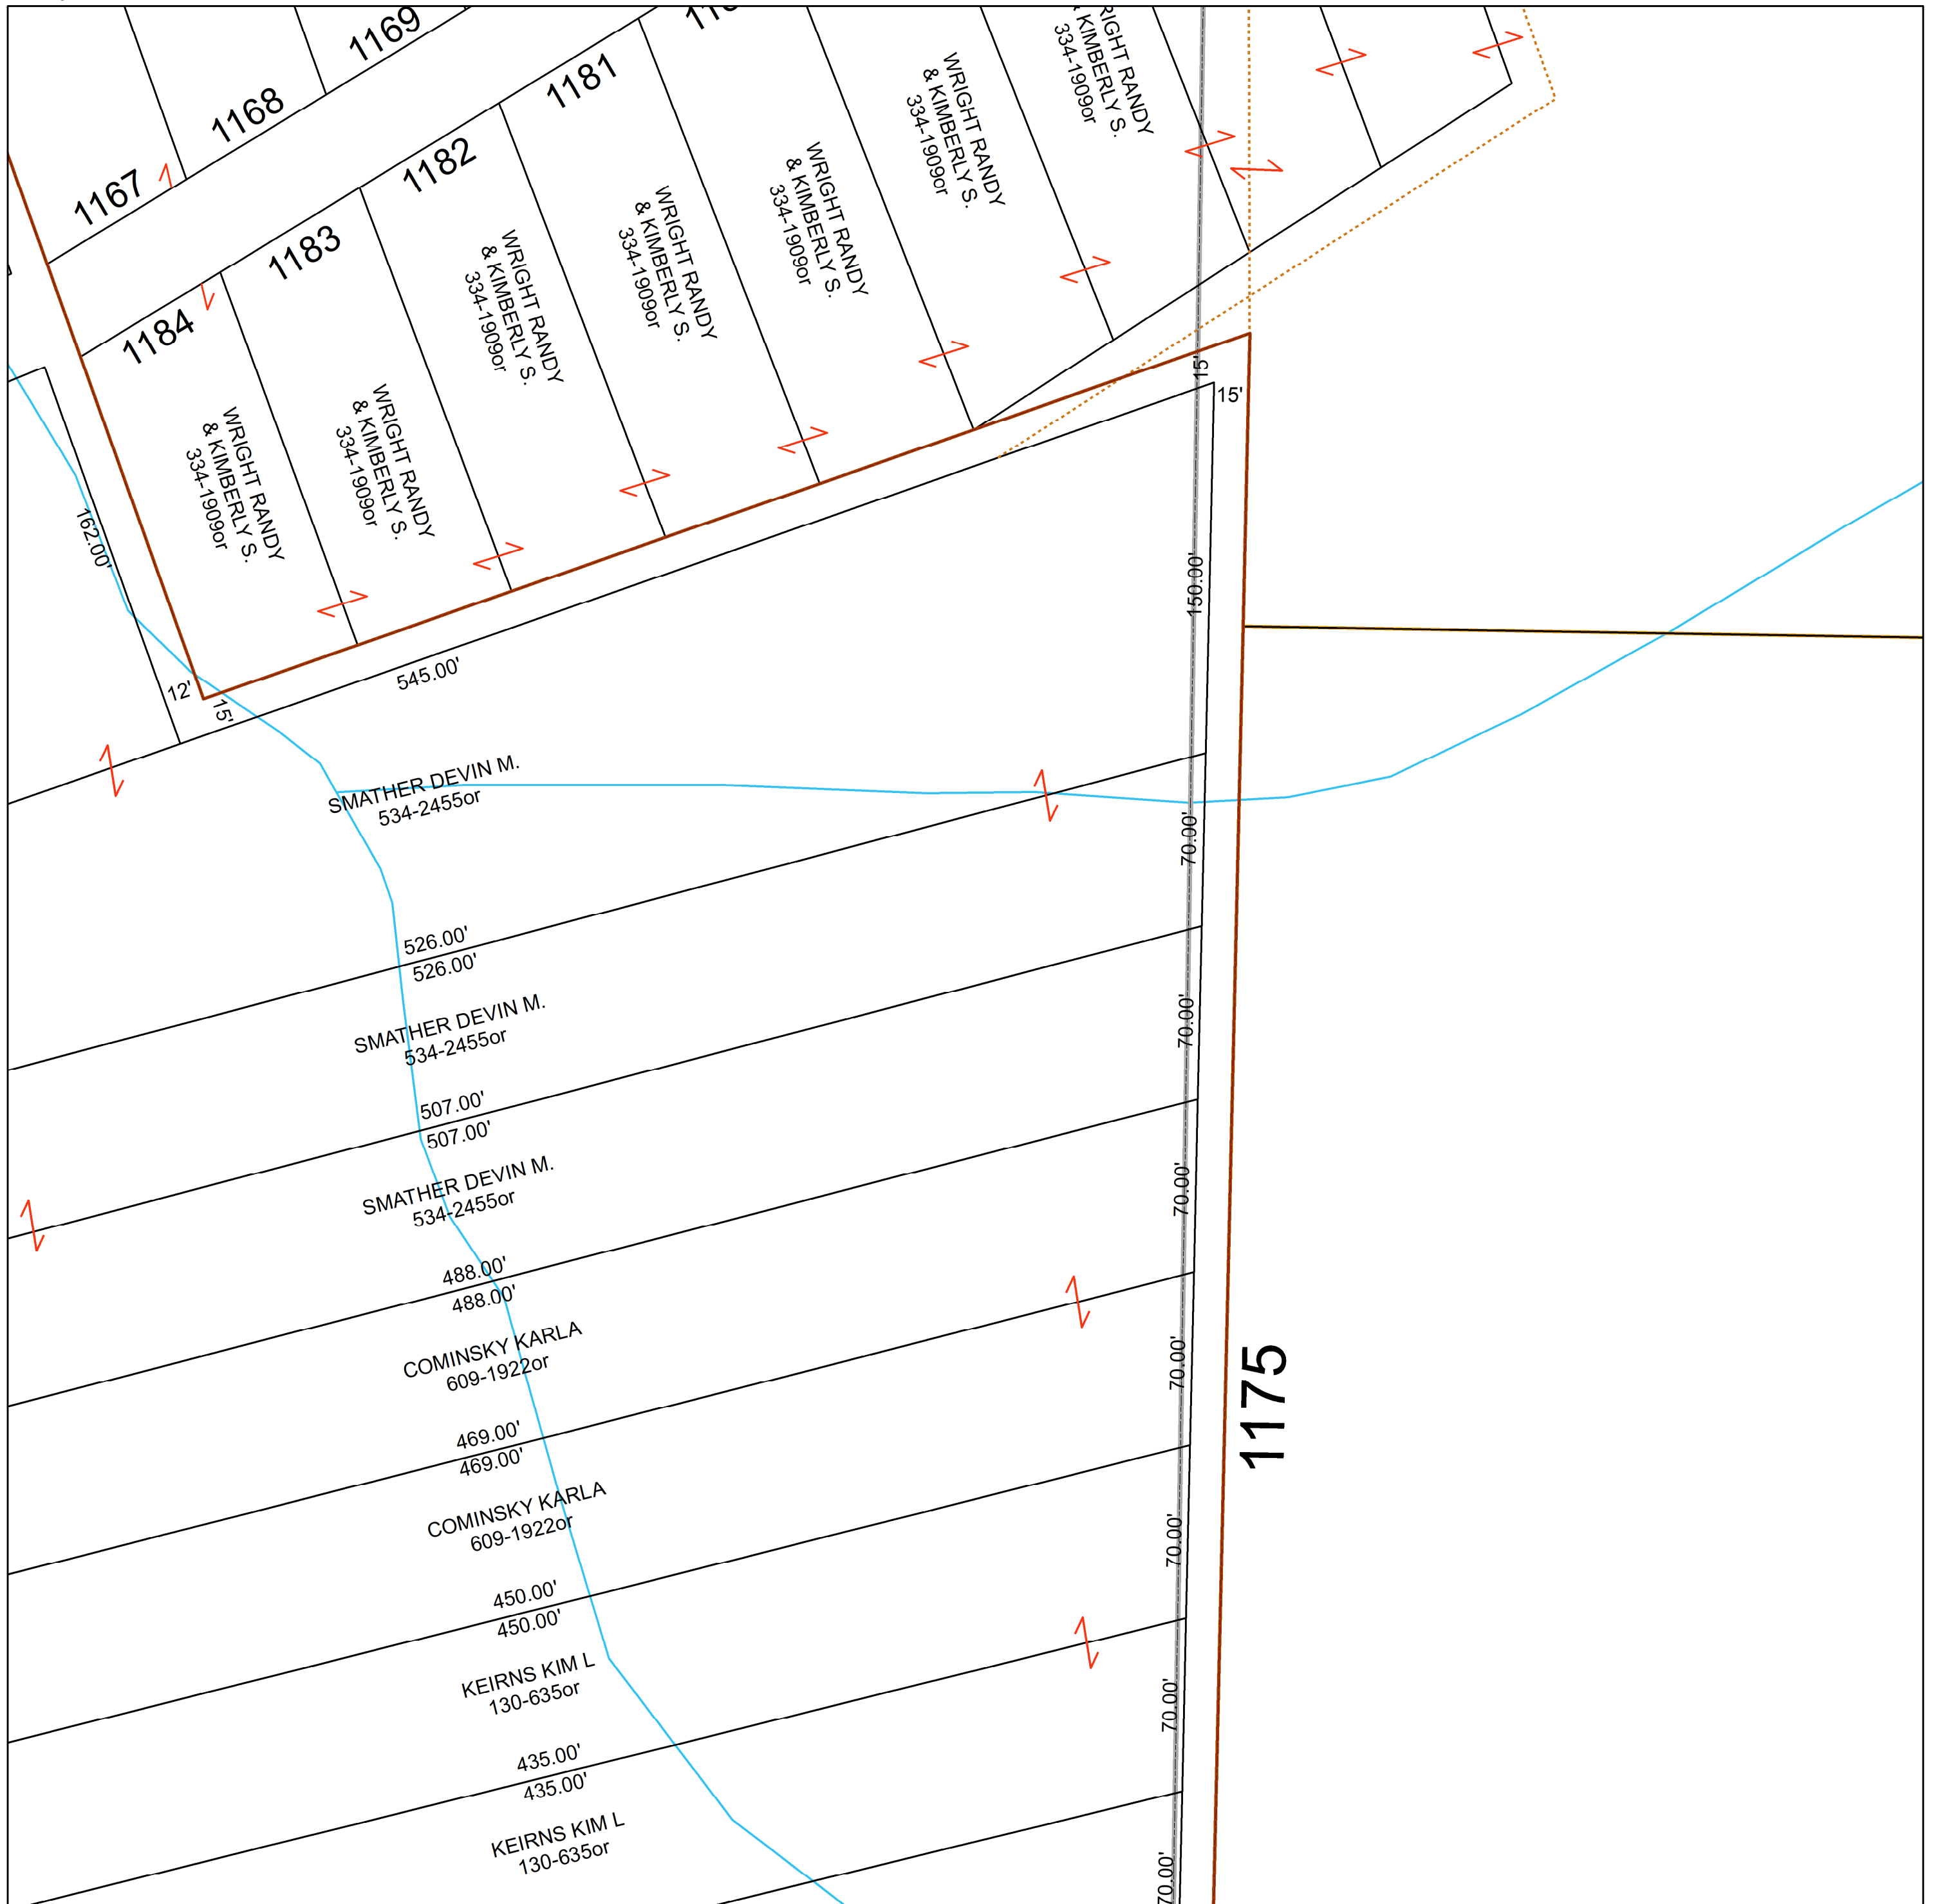 1169
1168
1167
1181
1182
1183
1184
WRIGHT RANDY
& KIMBERLY S.
334-1909or
WRIGHT RANDY
& KIMBERLY S.
334-1909or
WRIGHT RANDY
& KIMBERLY S.
334-1909or
WRIGHT RANDY
& KIMBERLY S.
334-1909or
WRIGHT RANDY
& KIMBERLY S.
334-1909or
WRIGHT RANDY
& KIMBERLY S.
334-1909or
WRIGHT RANDY
& KIMBERLY S.
334-1909or
15'
15'
162.00'
150.00'
12'
15'
545.00'
SMATHER DEVIN M.
534-2455or
70.00'
526.00'
526.00'
SMATHER DEVIN M.
534-2455or
70.00'
507.00'
507.00'
SMATHER DEVIN M.
534-2455or
70.00'
488.00'
488.00'
COMINSKY KARLA
609-1922or
70.00'
1175
469.00'
469.00'
COMINSKY KARLA
609-1922or
70.00'
450.00'
450.00'
KEIRNS KIM L
130-635or
70.00'
435.00'
435.00'
KEIRNS KIM L
130-635or
70.00'